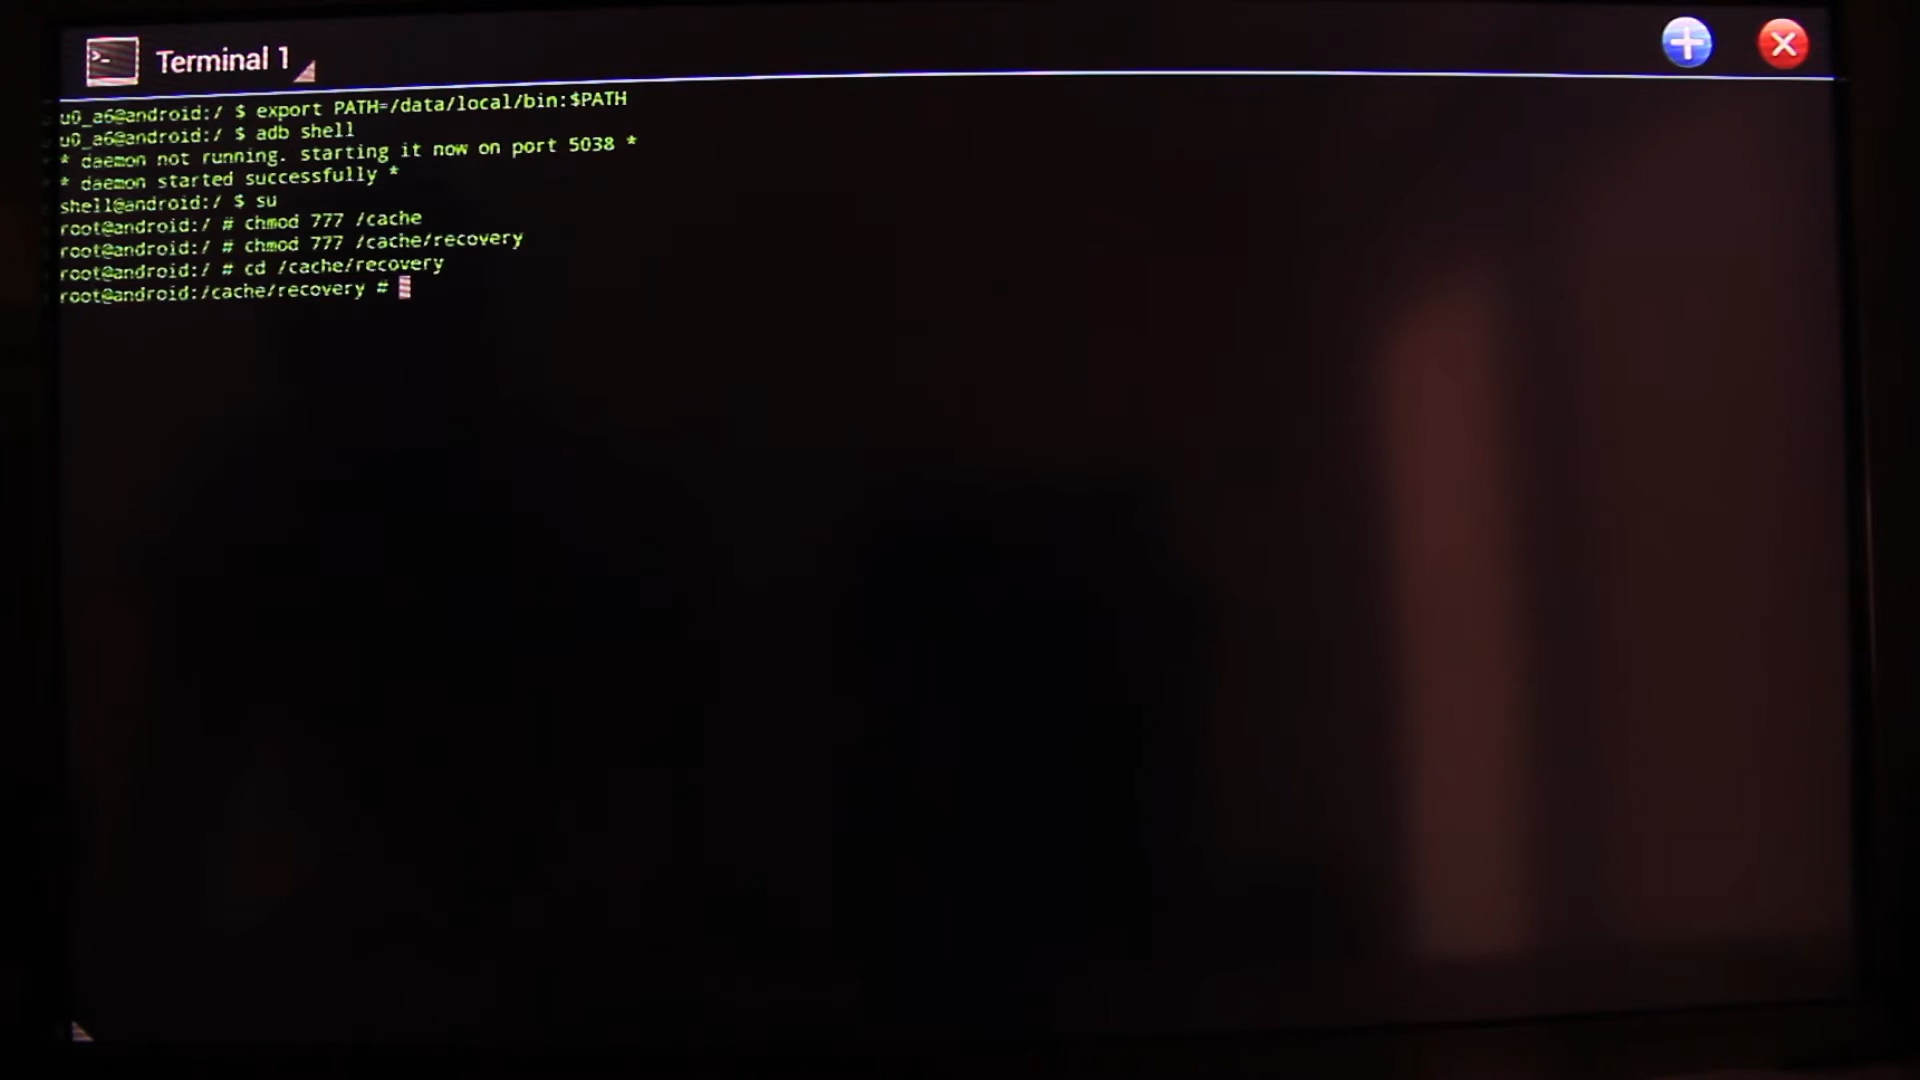 Terminal 1
u0_a6@android:/ $ export PATH=/data/local/bin:$PATH
u0_a6@android:/ $ adb shell
* daemon not running. starting it now on port 5038 *
* daemon started successfully *
shell@android:/ $ su
root@android:/ # chmod 777 /cache
root@android:/ # chmod 777 /cache/recovery
root@android:/ # cd /cache/recovery
root@android:/cache/recovery #